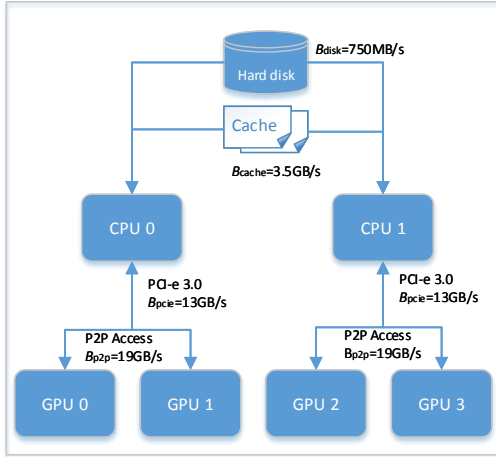 Bdisk=750MB/s
Hard disk
Cache
Bcache=3.5GB/s
CPU 0
CPU 1
PCI-e 3.0
Bpcie=13GB/s
PCI-e 3.0
Bpcie=13GB/s
P2P Access
Bp2p=19GB/s
P2P Access
Bp2p=19GB/s
GPU 0
GPU 1
GPU 2
GPU 3